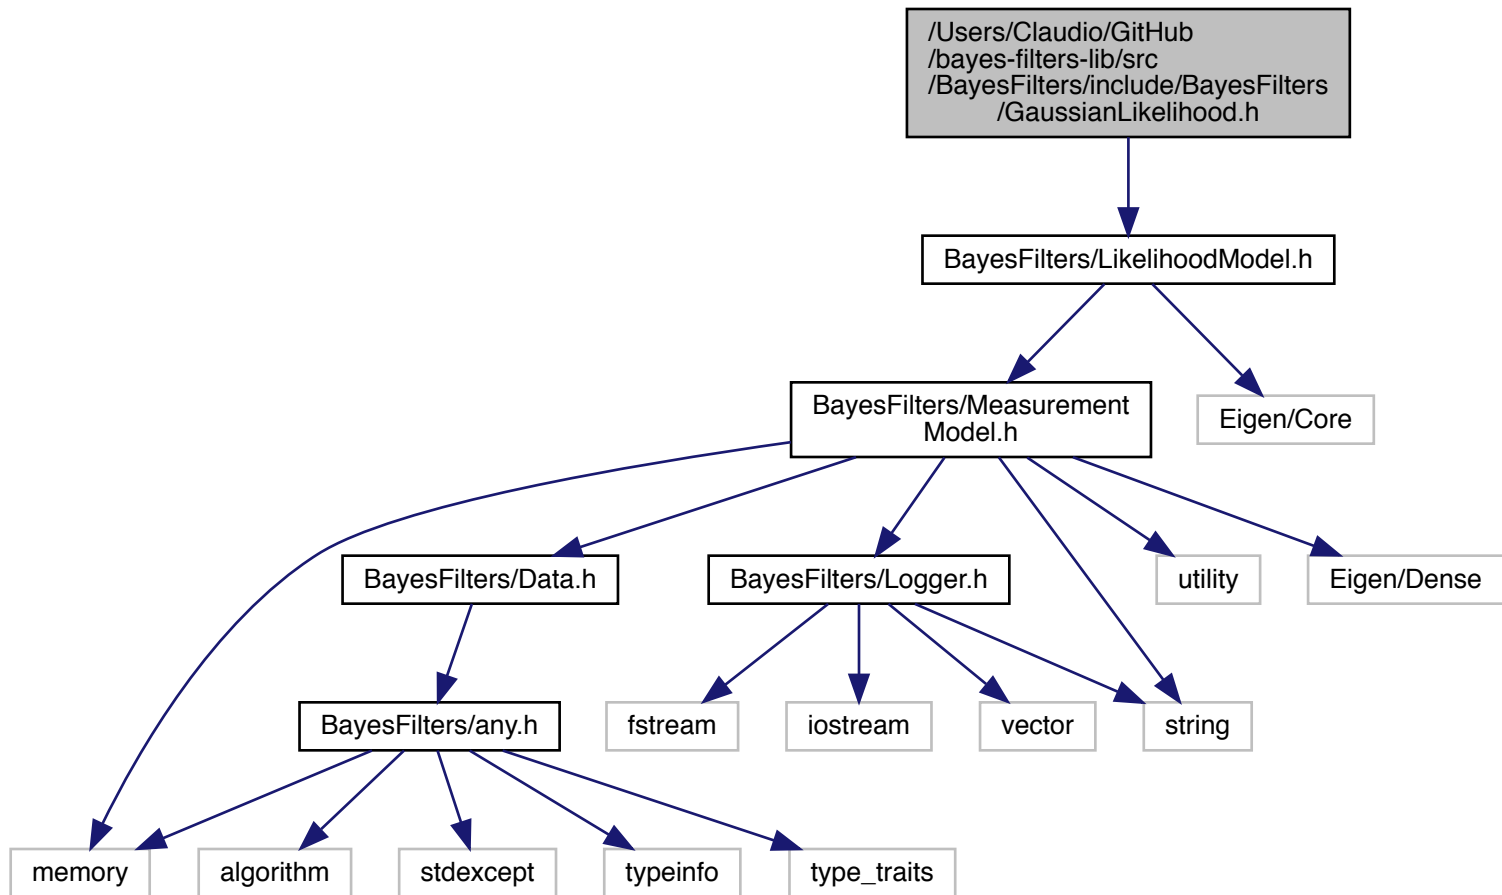 /Users/Claudio/GitHub
/bayes-filters-lib/src
/BayesFilters/include/BayesFilters
/GaussianLikelihood.h
BayesFilters/LikelihoodModel.h
BayesFilters/Measurement
Model.h
Eigen/Core
BayesFilters/Data.h
BayesFilters/Logger.h
utility
Eigen/Dense
BayesFilters/any.h
fstream
iostream
vector
string
memory
algorithm
stdexcept
typeinfo
type_traits